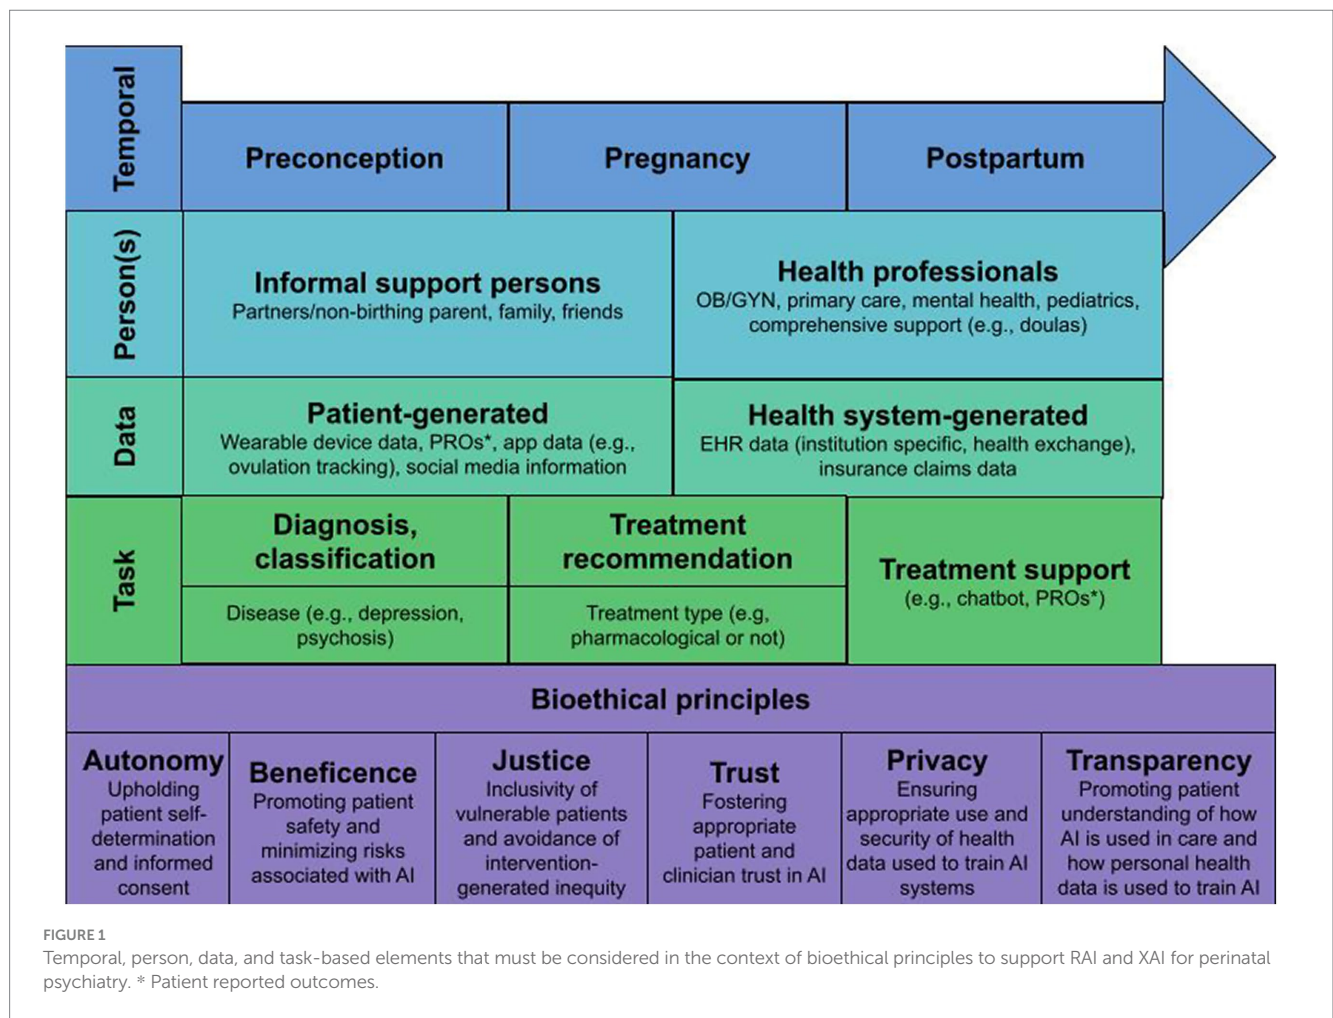 Temporal
Preconception
Pregnancy
Postpartum
Person(s)
Informal support persons
Partners/non-birthing parent, family, friends
Health professionals
OB/GYN, primary care, mental health, pediatrics,
comprehensive support (e.g., doulas)
Data
Patient-generated
Wearable device data, PROs*, app data (e.g.,
ovulation tracking), social media information
Health system-generated
EHR data (institution specific, health exchange),
insurance claims data
Task
Diagnosis,
classification
Disease (e.g., depression,
psychosis)
Treatment
recommendation
Treatment type (e.g,
pharmacological or not)
Treatment support
(e.g., chatbot, PROs*)
Bioethical principles
Autonomy
Upholding
patient self-
determination
and informed
consent
Beneficence
Promoting patient
safety and
minimizing risks
associated with AI
Justice
Inclusivity of
vulnerable patients
and avoidance of
intervention-
generated inequity
Trust
Fostering
appropriate
patient and
clinician trust in AI
Privacy
Ensuring
appropriate use and
security of health
data used to train AI
systems
Transparency
Promoting patient
understanding of how
AI is used in care and
how personal health
data is used to train AI
FIGURE 1
Temporal, person, data, and task-based elements that must be considered in the context of bioethical principles to support RAI and XAI for perinatal
psychiatry. * Patient reported outcomes.